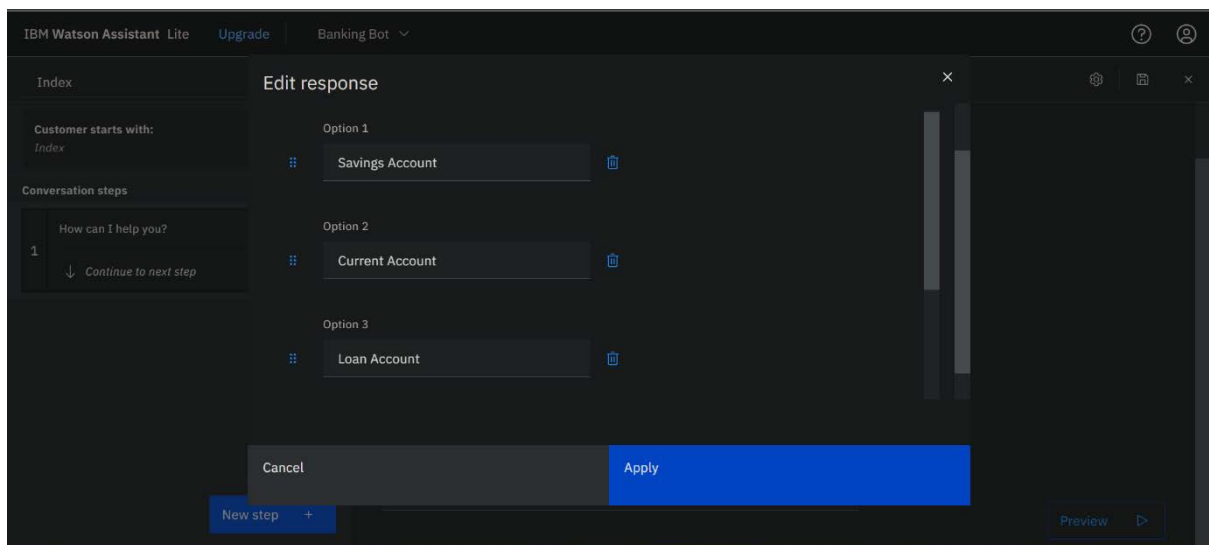 IBM Watson Assistant Lite Upgrade Banking Bot
Index
Edit response
Customer starts with:
Index
Conversation steps
1
How can I help you?
Continue to next step
Option 1
Savings Account
Option 2
Current Account
Option 3
Loan Account
Cancel
Apply
New step +
Preview